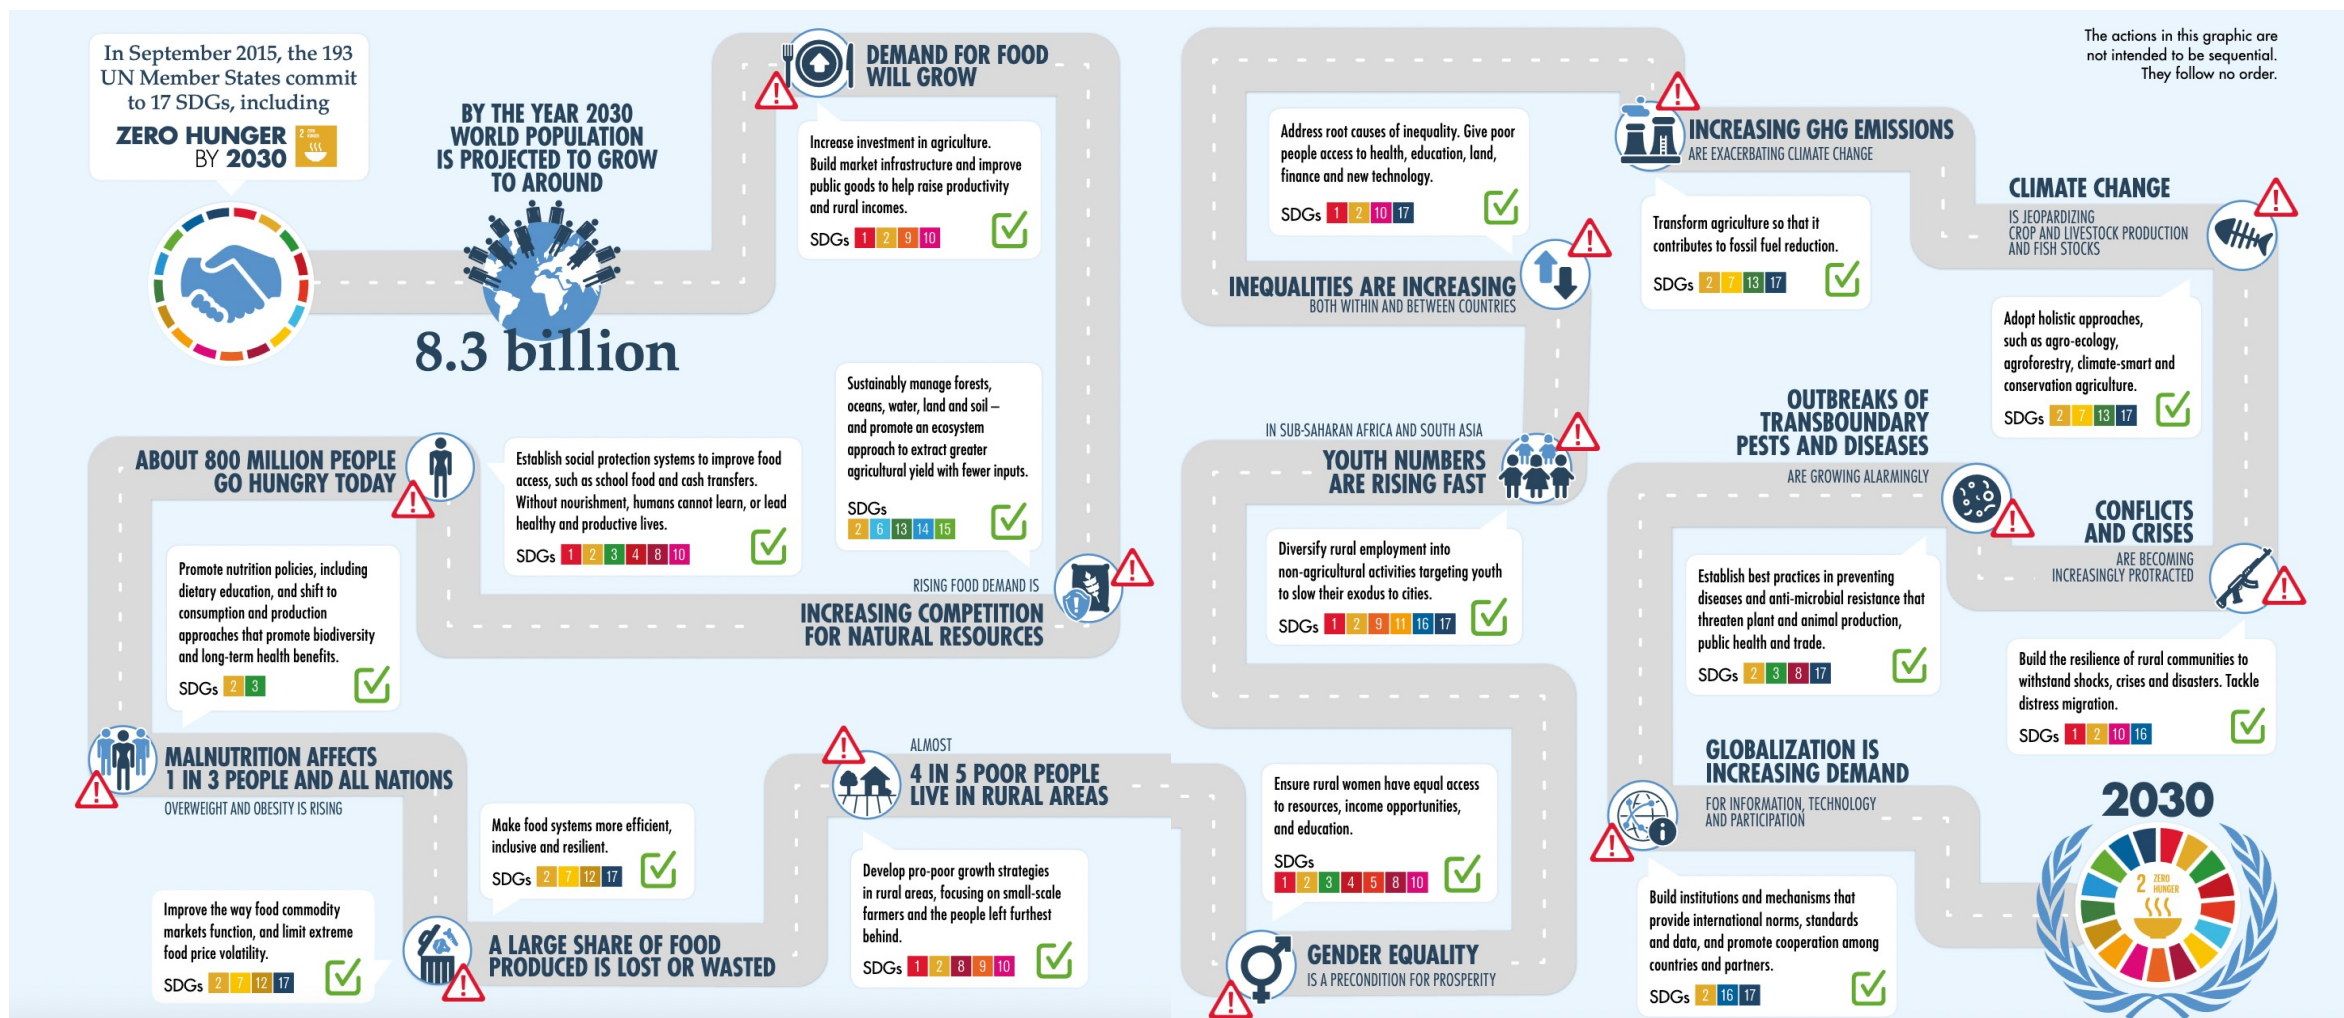 In September 2015, the 193
UN Member States commit
to 17 SDGs, including
ZERO HUNGER
BY 2030
2 ZERO
HUNGER
BY THE YEAR 2030
WORLD POPULATION
IS PROJECTED TO GROW
TO AROUND
8.3 billion
DEMAND FOR FOOD
WILL GROW
Increase investment in agriculture.
Build market infrastructure and improve
public goods to help raise productivity
and rural incomes.
SDGs 1 2 9 10
Sustainably manage forests,
oceans, water, land and soil –
and promote an ecosystem
approach to extract greater
agricultural yield with fewer inputs.
SDGs
2 6 13 14 15
RISING FOOD DEMAND IS
INCREASING COMPETITION
FOR NATURAL RESOURCES
ABOUT 800 MILLION PEOPLE
GO HUNGRY TODAY
Establish social protection systems to improve food
access, such as school food and cash transfers.
Without nourishment, humans cannot learn, or lead
healthy and productive lives.
SDGs 1 2 3 4 8 10
Promote nutrition policies, including
dietary education, and shift to
consumption and production
approaches that promote biodiversity
and long-term health benefits.
SDGs 2 3
MALNUTRITION AFFECTS
1 IN 3 PEOPLE AND ALL NATIONS
OVERWEIGHT AND OBESITY IS RISING
Make food systems more efficient,
inclusive and resilient.
SDGs 2 7 12 17
Improve the way food commodity
markets function, and limit extreme
food price volatility.
SDGs 2 7 12 17
A LARGE SHARE OF FOOD
PRODUCED IS LOST OR WASTED
ALMOST
4 IN 5 POOR PEOPLE
LIVE IN RURAL AREAS
Develop pro-poor growth strategies
in rural areas, focusing on small-scale
farmers and the people left furthest
behind.
SDGs 1 2 8 9 10
Ensure rural women have equal access
to resources, income opportunities,
and education.
SDGs
1 2 3 4 5 8 10
GENDER EQUALITY
IS A PRECONDITION FOR PROSPERITY
IN SUB-SAHARAN AFRICA AND SOUTH ASIA
YOUTH NUMBERS
ARE RISING FAST
Diversify rural employment into
non-agricultural activities targeting youth
to slow their exodus to cities.
SDGs 1 2 9 11 16 17
Address root causes of inequality. Give poor
people access to health, education, land,
finance and new technology.
SDGs 1 2 10 17
INEQUALITIES ARE INCREASING
BOTH WITHIN AND BETWEEN COUNTRIES
INCREASING GHG EMISSIONS
ARE EXACERBATING CLIMATE CHANGE
Transform agriculture so that it
contributes to fossil fuel reduction.
SDGs 2 7 13 17
The actions in this graphic are
not intended to be sequential.
They follow no order.
CLIMATE CHANGE
IS JEOPARDIZING
CROP AND LIVESTOCK PRODUCTION
AND FISH STOCKS
Adopt holistic approaches,
such as agro-ecology,
agroforestry, climate-smart and
conservation agriculture.
SDGs 2 7 13 17
CONFLICTS
AND CRISES
ARE BECOMING
INCREASINGLY PROTRACTED
Build the resilience of rural communities to
withstand shocks, crises and disasters. Tackle
distress migration.
SDGs 1 2 10 16
OUTBREAKS OF
TRANSBOUNDARY
PESTS AND DISEASES
ARE GROWING ALARMINGLY
Establish best practices in preventing
diseases and anti-microbial resistance that
threaten plant and animal production,
public health and trade.
SDGs 2 3 8 17
GLOBALIZATION IS
INCREASING DEMAND
FOR INFORMATION, TECHNOLOGY
AND PARTICIPATION
Build institutions and mechanisms that
provide international norms, standards
and data, and promote cooperation among
countries and partners.
SDGs 2 16 17
2030
2 ZERO
HUNGER